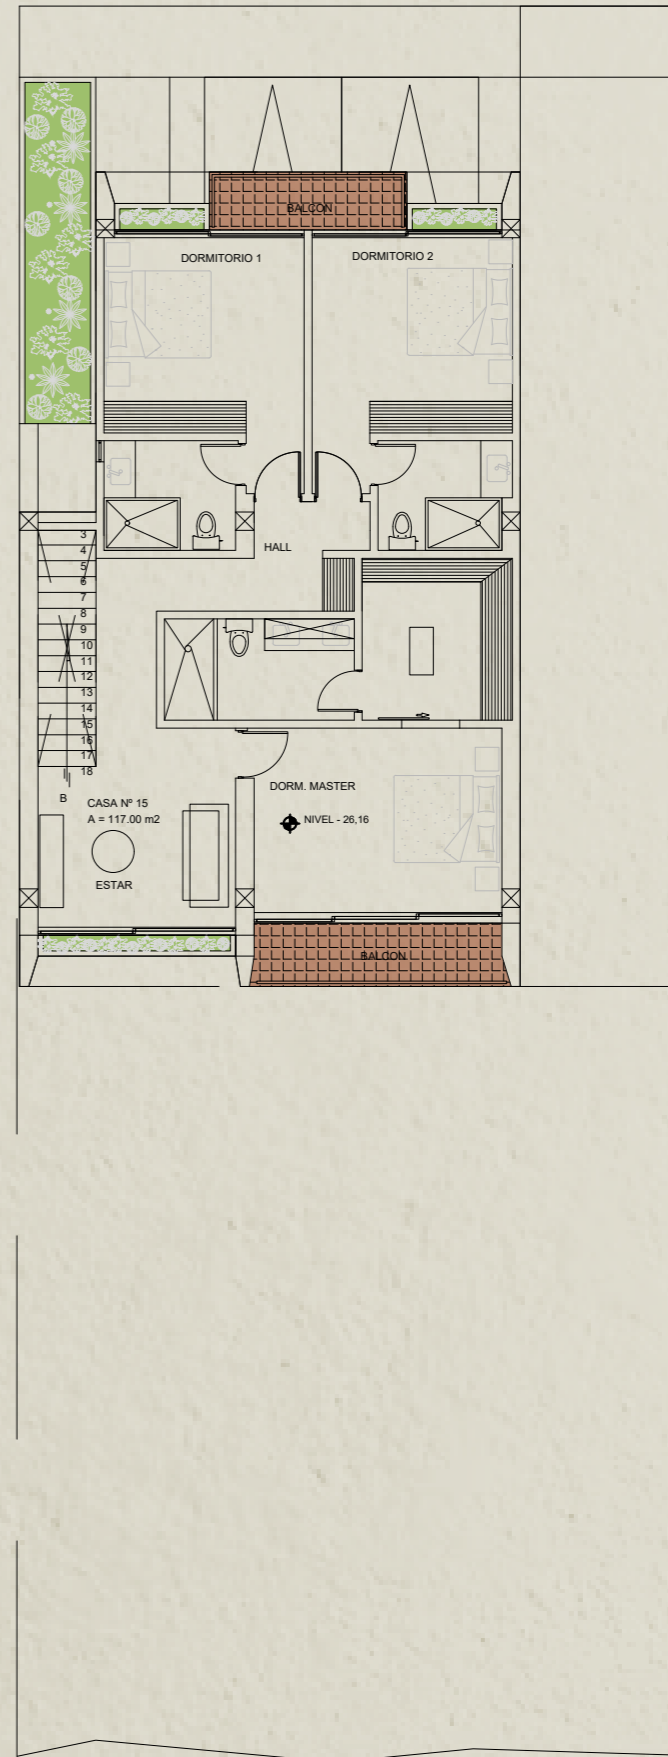 BALCON
DORMITORIO 1
DORMITORIO 2
3
4
5
6
7
8
9
10
11
12
13
14
15
16
17
18
HALL
B
CASA Nº 15
A = 117.00 m2
ESTAR
DORM. MASTER
NIVEL - 26,16
BALCON